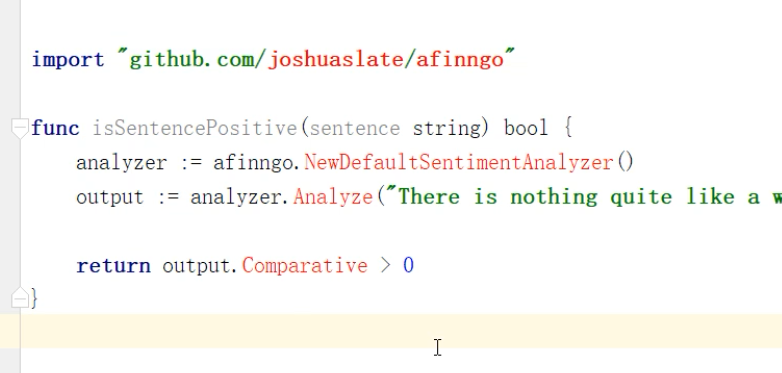 import "github.com/joshuaslate/afinngo"
func isSentencePositive(sentence string) bool {
analyzer := afinngo.NewDefaultSentimentAnalyzer()
output := analyzer.Analyze("There is nothing quite like a
return output.Comparative > 0
}